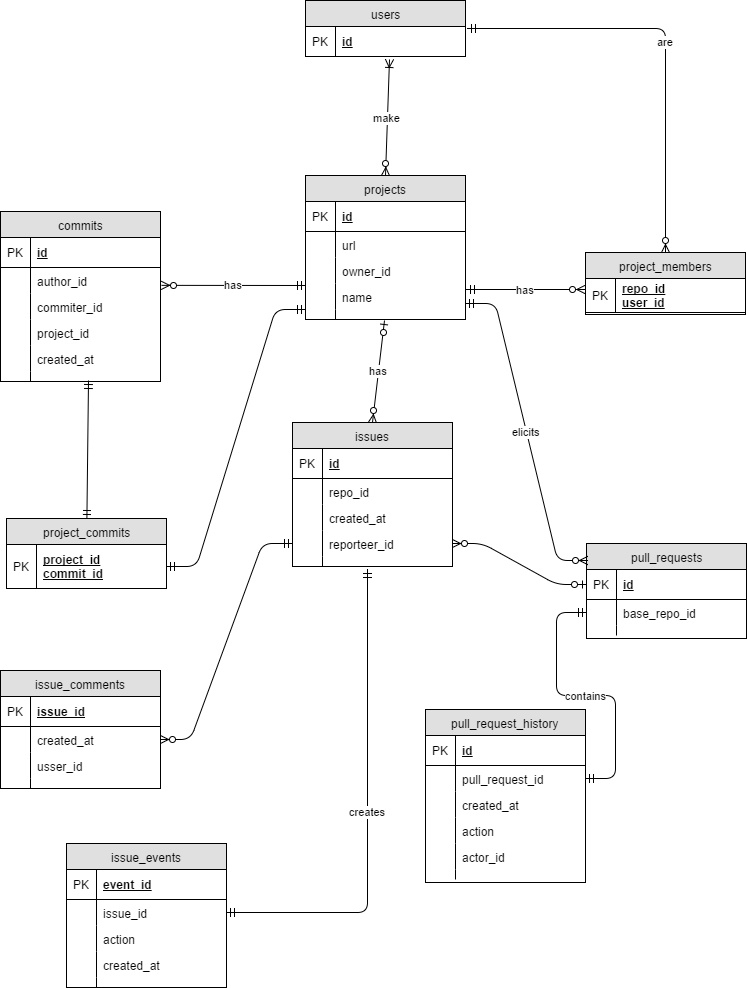 users
PK id
are
make
projects
PK id
url
owner_id
name
commits
PK id
author_id
commiter_id
project_id
created_at
has
project_members
PK repo_id
user_id
has
has
elicits
issues
PK id
repo_id
created_at
reporteer_id
project_commits
PK project_id
commit_id
pull_requests
PK id
base_repo_id
issue_comments
PK issue_id
created_at
usser_id
contains
pull_request_history
PK id
pull_request_id
created_at
action
actor_id
creates
issue_events
PK event_id
issue_id
action
created_at